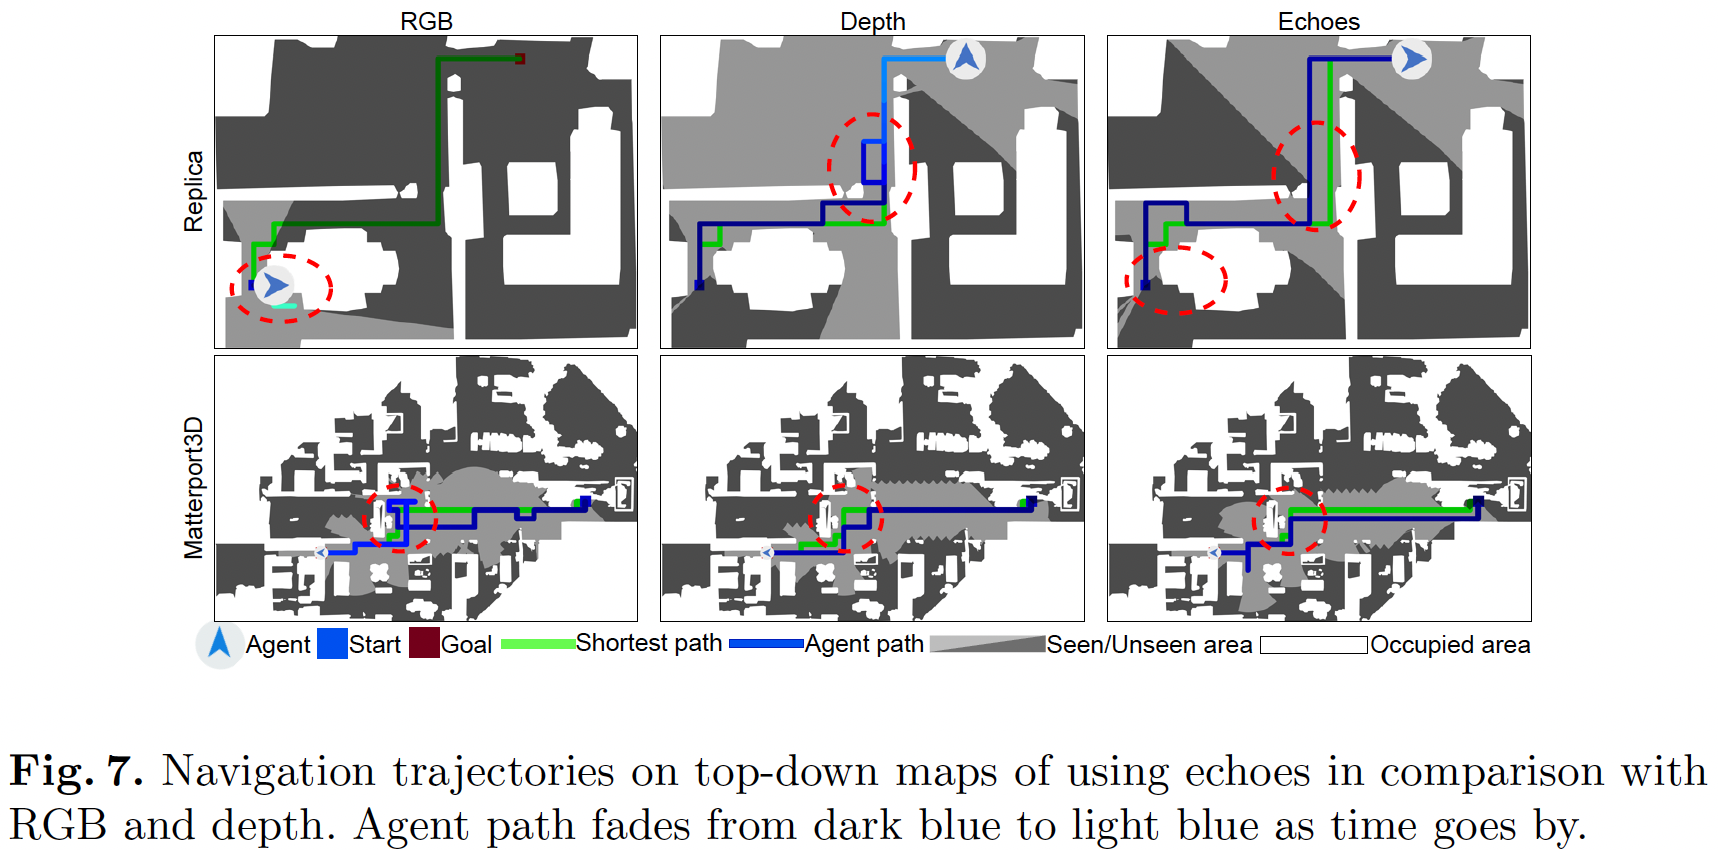 RGB Depth Echoes
Replica
Matterport3D
Agent Start Goal Shortest path Agent path Seen/Unseen area Occupied area
Fig. 7. Navigation trajectories on top-down maps of using echoes in comparison with
RGB and depth. Agent path fades from dark blue to light blue as time goes by.